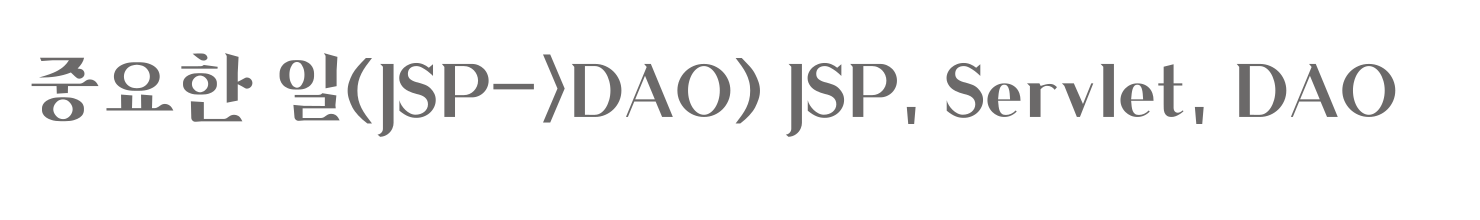 중요한 일(JSP->DAO) JSP, Servlet, DAO